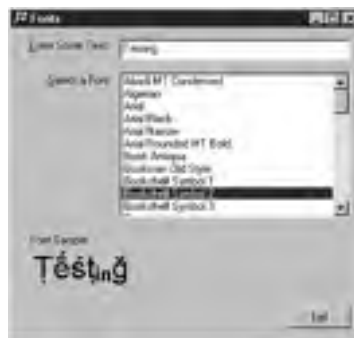 Fonts
Enter Some Text: Testing
Select a Font
Abadi MT Condensed
Algerian
Arial
Arial Black
Arial Narrow
Arial Rounded MT Bold
Book Antiqua
Bookman Old Style
Bookshelf Symbol 1
Bookshelf Symbol 2
Bookshelf Symbol 3
Font Sample
Exit